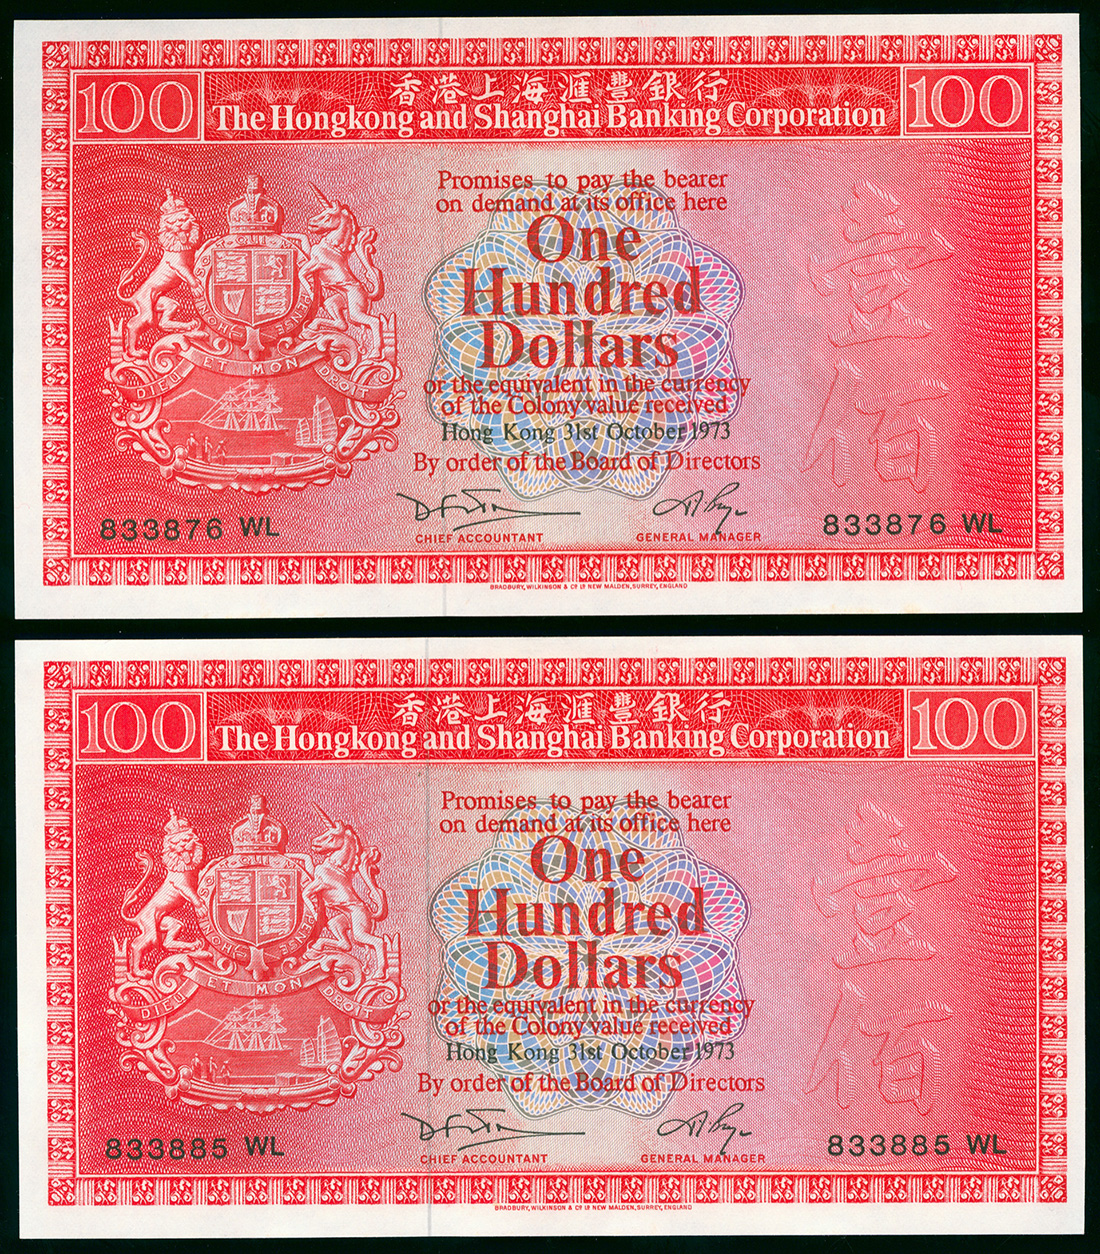 100 香港上海滙豐銀行 100
The Hongkong and Shanghai Banking Corporation
Promises to pay the bearer
on demand at its office here
One
Hundred
Dollars
or the equivalent in the currency
of the Colony value received
Hong Kong 31st October 1973
By order of the Board of Directors
壹
佰
DIEU ET MON DROIT
833876 WL
833876 WL
CHIEF ACCOUNTANT
GENERAL MANAGER
BRADBURY, WILKINSON & Cº Lᴰ NEW MALDEN, SURREY, ENGLAND
100 香港上海滙豐銀行 100
The Hongkong and Shanghai Banking Corporation
Promises to pay the bearer
on demand at its office here
One
Hundred
Dollars
or the equivalent in the currency
of the Colony value received
Hong Kong 31st October 1973
By order of the Board of Directors
壹
佰
DIEU ET MON DROIT
833885 WL
833885 WL
CHIEF ACCOUNTANT
GENERAL MANAGER
BRADBURY, WILKINSON & Cº Lᴰ NEW MALDEN, SURREY, ENGLAND